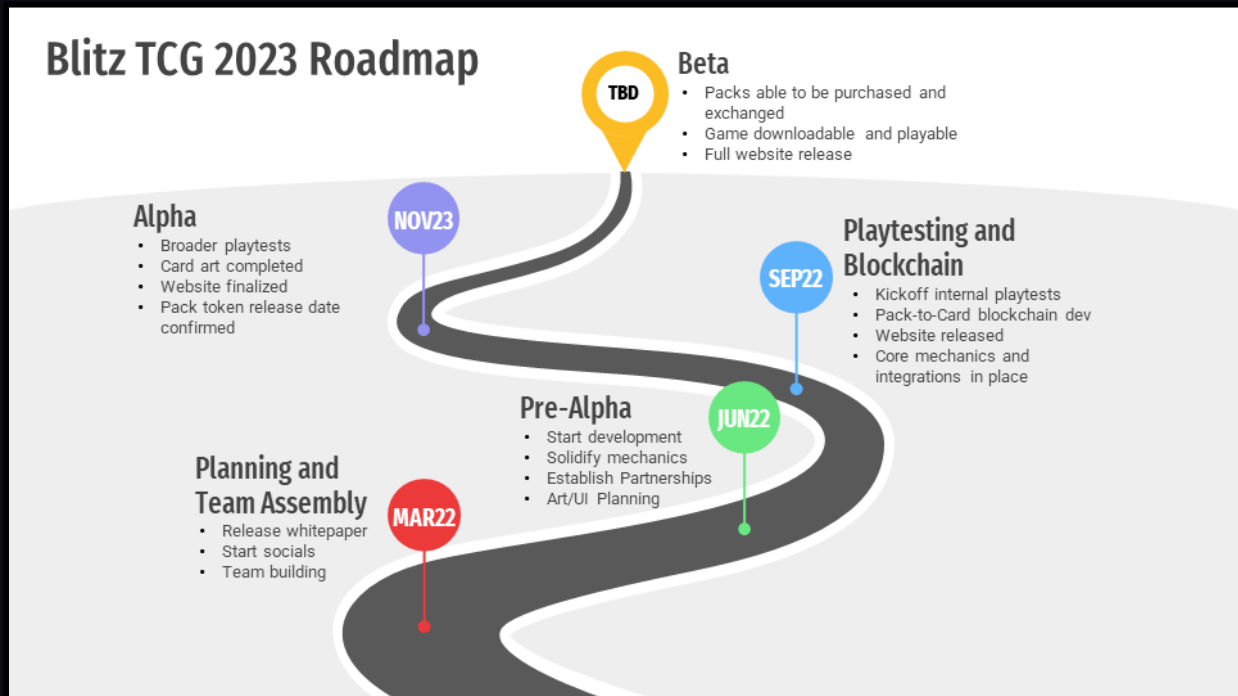 Blitz TCG 2023 Roadmap
TBD
Beta
• Packs able to be purchased and
exchanged
• Game downloadable and playable
• Full website release
Alpha
• Broader playtests
• Card art completed
• Website finalized
• Pack token release date
confirmed
NOV23
SEP22
Playtesting and
Blockchain
• Kickoff internal playtests
• Pack-to-Card blockchain dev
• Website released
• Core mechanics and
integrations in place
Pre-Alpha
• Start development
• Solidify mechanics
• Establish Partnerships
• Art/UI Planning
JUN22
Planning and
Team Assembly
• Release whitepaper
• Start socials
• Team building
MAR22